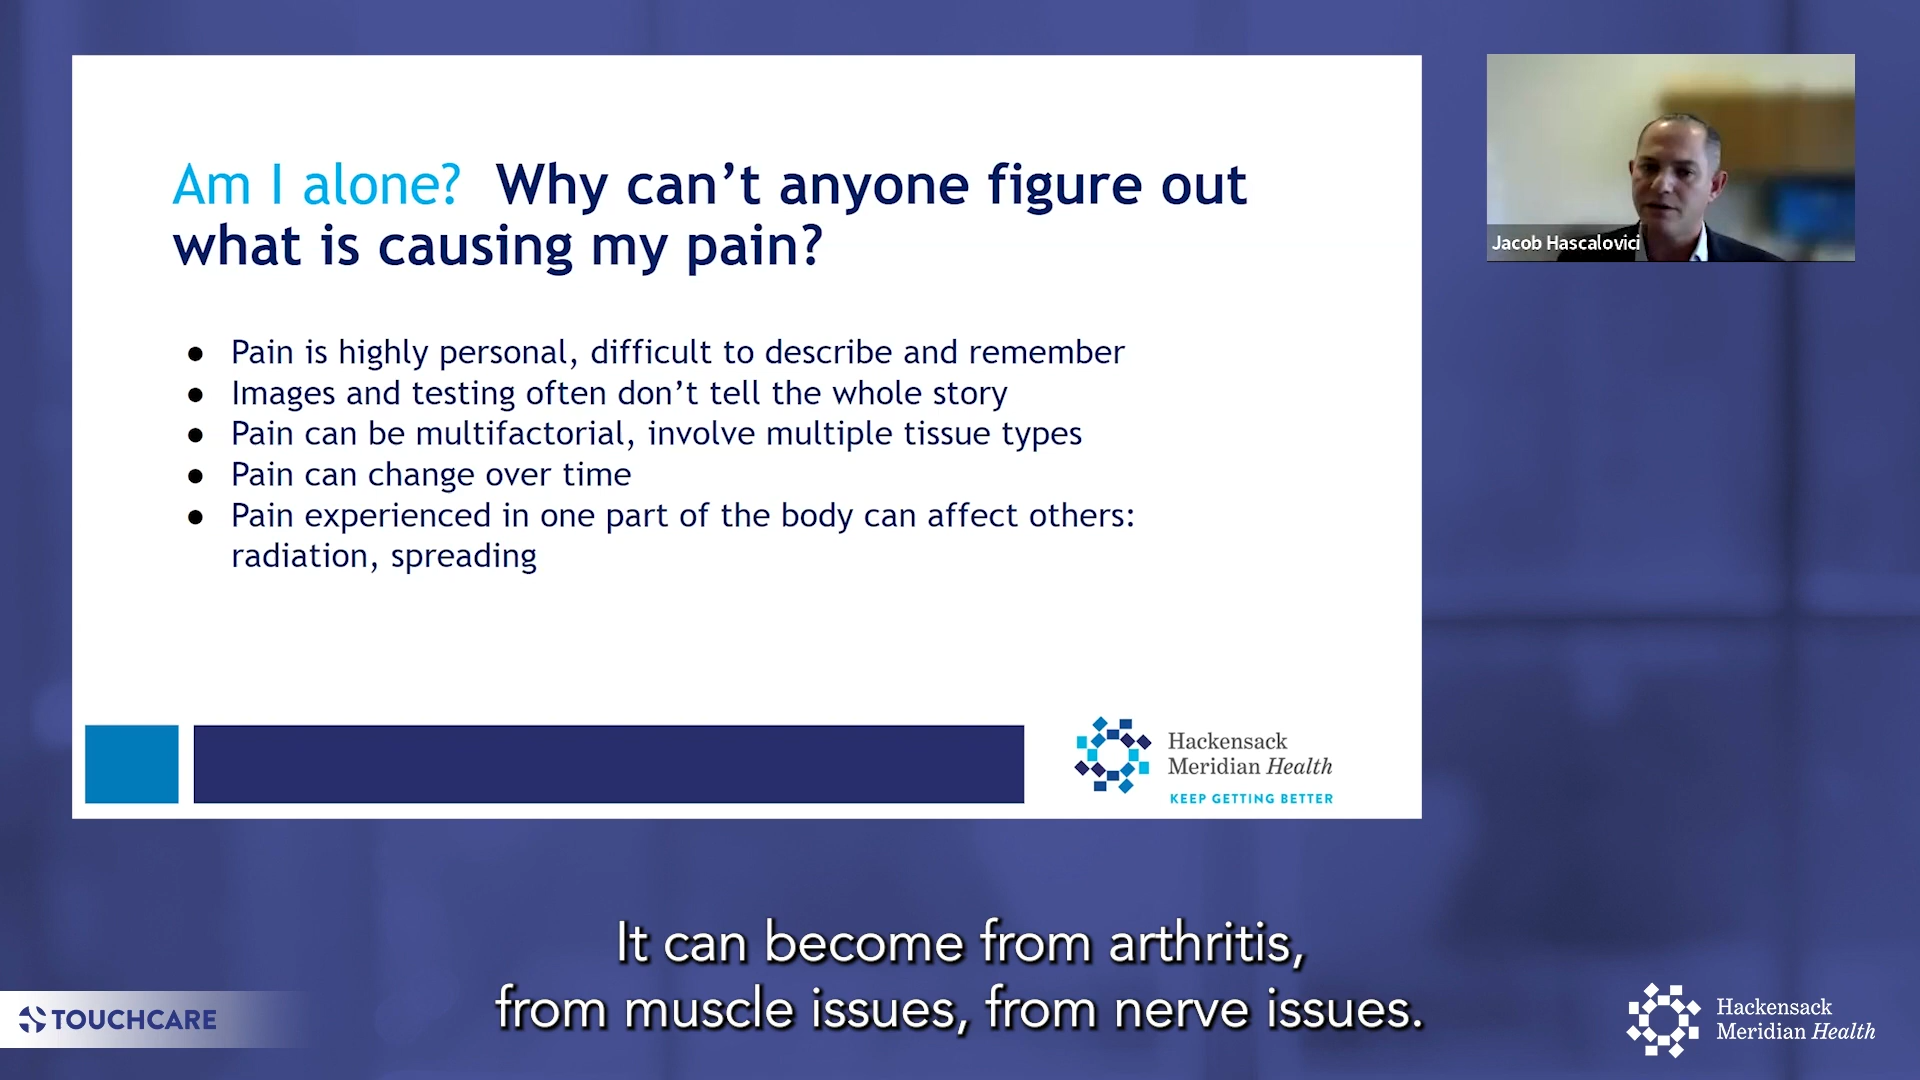 Am I alone? Why can’t anyone figure out
what is causing my pain?
● Pain is highly personal, difficult to describe and remember
● Images and testing often don’t tell the whole story
● Pain can be multifactorial, involve multiple tissue types
● Pain can change over time
● Pain experienced in one part of the body can affect others:
radiation, spreading
Hackensack
Meridian Health
KEEP GETTING BETTER
Jacob Hascalovici
It can become from arthritis,
from muscle issues, from nerve issues.
TOUCHCARE
Hackensack
Meridian Health